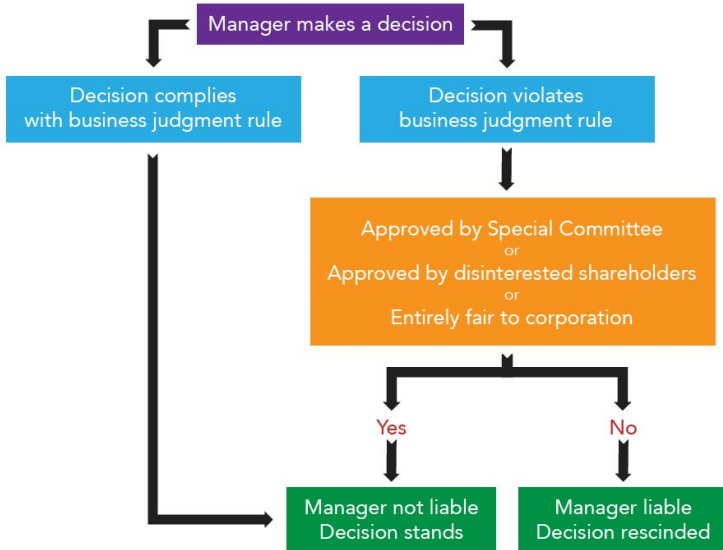 Manager makes a decision
Decision complies
with business judgment rule
Decision violates
business judgment rule
Approved by Special Committee
or
Approved by disinterested shareholders
or
Entirely fair to corporation
Yes
No
Manager not liable
Decision stands
Manager liable
Decision rescinded